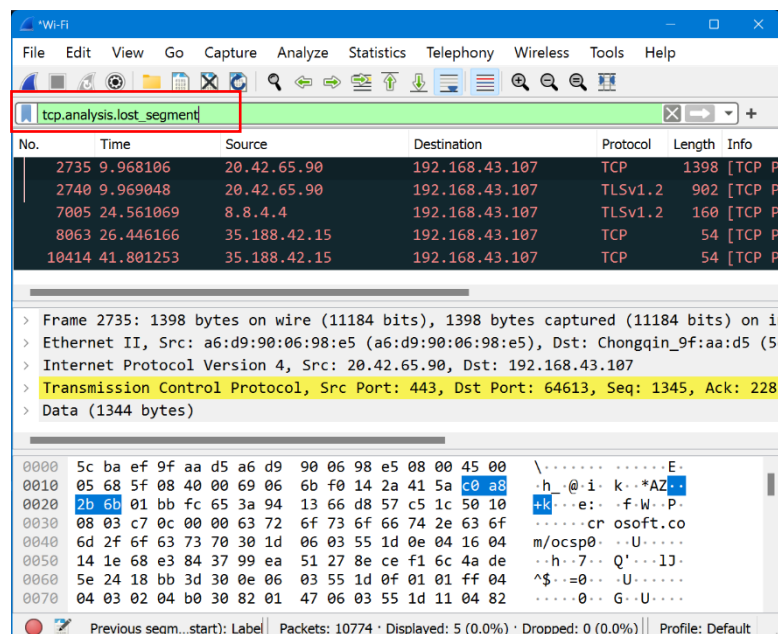 *Wi-Fi
File Edit View Go Capture Analyze Statistics Telephony Wireless Tools Help
tcp.analysis.lost_segment
No. Time Source Destination Protocol Length Info
2735 9.968106 20.42.65.90 192.168.43.107 TCP 1398 [TCP P
2740 9.969048 20.42.65.90 192.168.43.107 TLSv1.2 902 [TCP P
7005 24.561069 8.8.4.4 192.168.43.107 TLSv1.2 160 [TCP P
8063 26.446166 35.188.42.15 192.168.43.107 TCP 54 [TCP P
10414 41.801253 35.188.42.15 192.168.43.107 TCP 54 [TCP P
> Frame 2735: 1398 bytes on wire (11184 bits), 1398 bytes captured (11184 bits) on i
> Ethernet II, Src: a6:d9:90:06:98:e5 (a6:d9:90:06:98:e5), Dst: Chongqin_9f:aa:d5 (5
> Internet Protocol Version 4, Src: 20.42.65.90, Dst: 192.168.43.107
> Transmission Control Protocol, Src Port: 443, Dst Port: 64613, Seq: 1345, Ack: 228
> Data (1344 bytes)
0000 5c ba ef 9f aa d5 a6 d9 90 06 98 e5 08 00 45 00 \······· ······E·
0010 05 68 5f 08 40 00 69 06 6b f0 14 2a 41 5a c0 a8 ·h_·@·i· k··*AZ··
0020 2b 6b 01 bb fc 65 3a 94 13 66 d8 57 c5 1c 50 10 +k···e:· ·f·W··P·
0030 08 03 c7 0c 00 00 63 72 6f 73 6f 66 74 2e 63 6f ······cr osoft.co
0040 6d 2f 6f 63 73 70 30 1d 06 03 55 1d 0e 04 16 04 m/ocsp0· ··U·····
0050 14 1e 68 e3 84 37 99 ea 51 27 8e ce f1 6c 4a de ··h··7·· Q'···lJ·
0060 5e 24 18 bb 3d 30 0e 06 03 55 1d 0f 01 01 ff 04 ^$··=0·· ·U······
0070 04 03 02 04 b0 30 82 01 47 06 03 55 1d 11 04 82 ·····0·· G··U····
Previous segm…start): Label Packets: 10774 · Displayed: 5 (0.0%) · Dropped: 0 (0.0%) Profile: Default